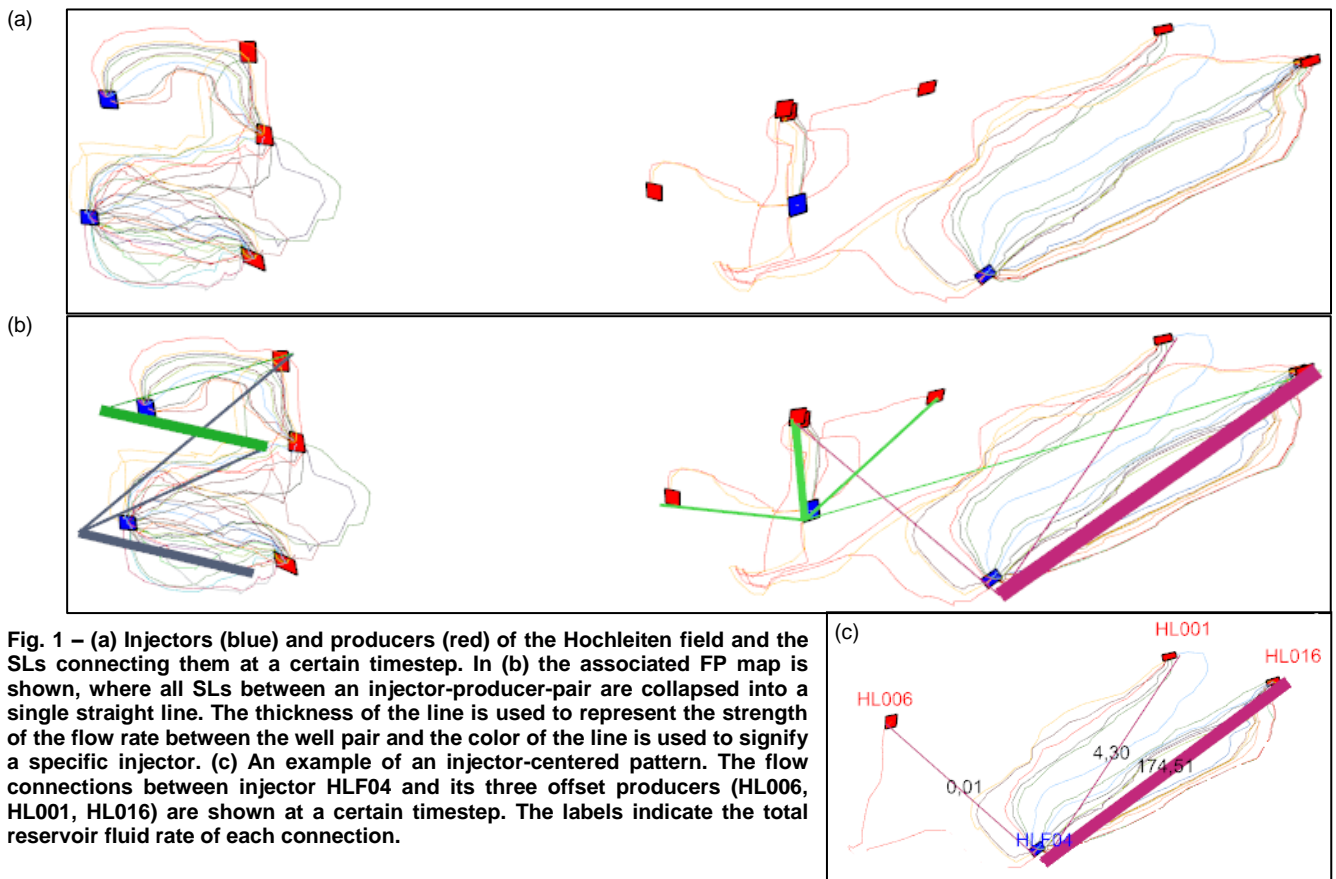 (a)
(b)
Fig. 1 – (a) Injectors (blue) and producers (red) of the Hochleiten field and the
SLs connecting them at a certain timestep. In (b) the associated FP map is
shown, where all SLs between an injector-producer-pair are collapsed into a
single straight line. The thickness of the line is used to represent the strength
of the flow rate between the well pair and the color of the line is used to signify
a specific injector. (c) An example of an injector-centered pattern. The flow
connections between injector HLF04 and its three offset producers (HL006,
HL001, HL016) are shown at a certain timestep. The labels indicate the total
reservoir fluid rate of each connection.
(c)
HL001
HL016
HL006
4,30
174,51
0,01
HLF04